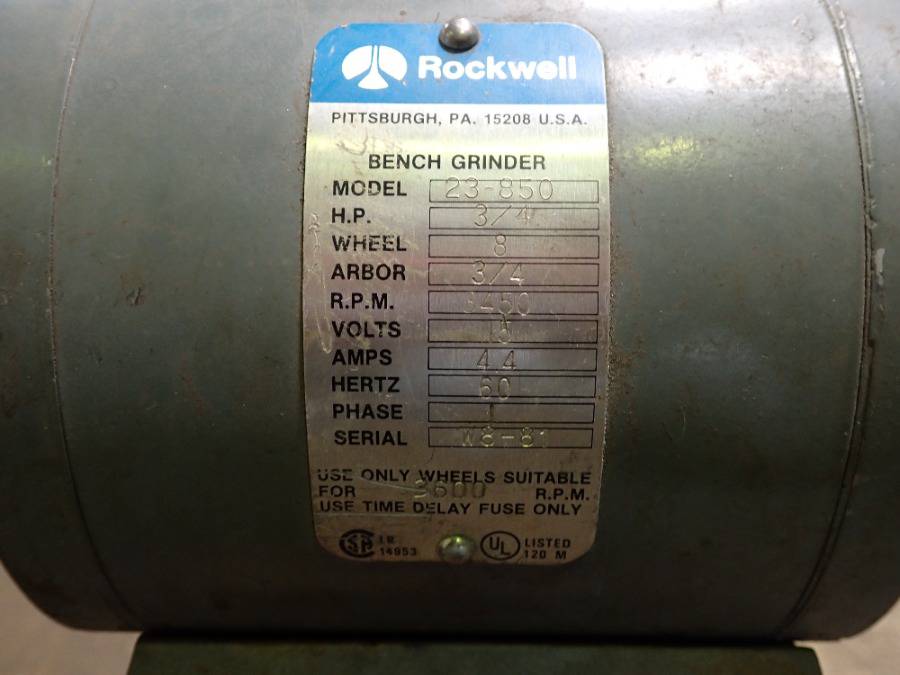 Rockwell
PITTSBURGH, PA. 15208 U.S.A.
BENCH GRINDER
MODEL 23-850
H.P. 3/4
WHEEL 8
ARBOR 3/4
R.P.M. 3450
VOLTS
AMPS 4.4
HERTZ 60
PHASE 1
SERIAL W8-81
USE ONLY WHEELS SUITABLE
FOR 3600 R.P.M.
USE TIME DELAY FUSE ONLY
LR
14953
UL LISTED
120 M